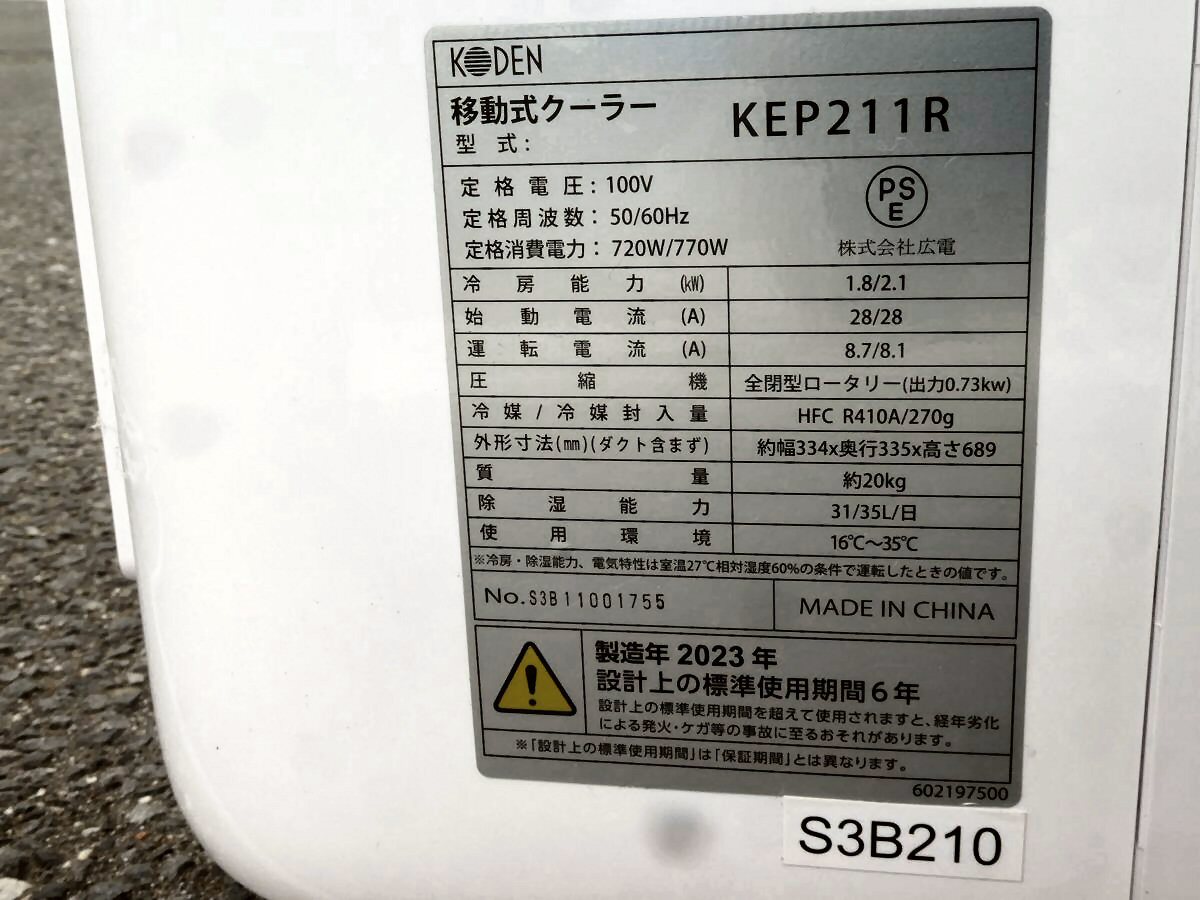 KODEN
移動式クーラー
型 式: KEP211R
定格電圧: 100V
定格周波数: 50/60Hz
定格消費電力: 720W/770W
PS
E
株式会社広電
冷房能力 (kW) 1.8/2.1
始動電流 (A) 28/28
運転電流 (A) 8.7/8.1
圧縮機 全閉型ロータリー(出力0.73kw)
冷媒/冷媒封入量 HFC R410A/270g
外形寸法(mm)(ダクト含まず) 約幅334x奥行335x高さ689
質量 約20kg
除湿能力 31/35L/日
使用環境 16℃～35℃
※冷房・除湿能力、電気特性は室温27℃相対湿度60%の条件で運転したときの値です。
No. S3B11001755 MADE IN CHINA
製造年 2023年
設計上の標準使用期間6年
設計上の標準使用期間を超えて使用されますと、経年劣化
による発火・ケガ等の事故に至るおそれがあります。
※「設計上の標準使用期間」は「保証期間」とは異なります。
602197500
S3B210